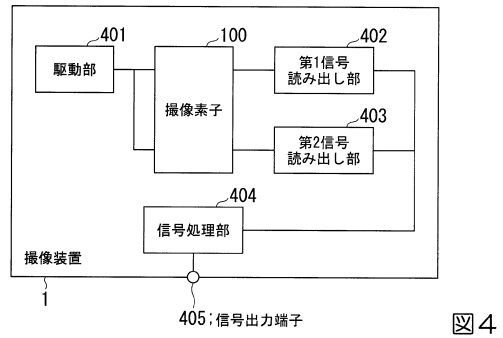 401
100
402
駆動部
撮像素子
第1信号
読み出し部
403
第2信号
読み出し部
404
信号処理部
撮像装置
1
405;信号出力端子
図4